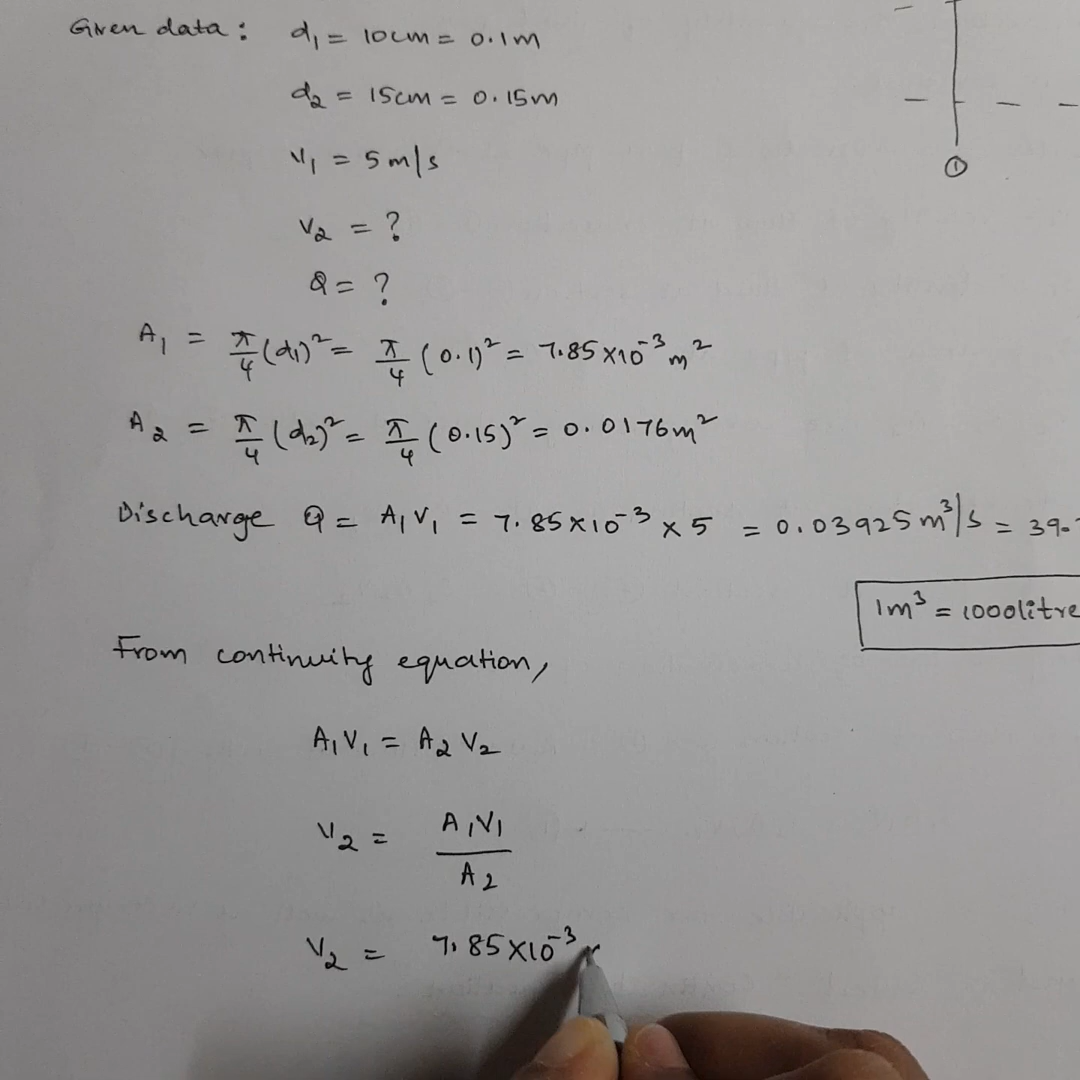 Given data: d₁ = 10cm = 0.1m
d₂ = 15cm = 0.15m
V₁ = 5 m/s
V₂ = ?
Q = ?
①
A₁ = π/4 (d₁)² = π/4 (0.1)² = 7.85×10⁻³ m²
A₂ = π/4 (d₂)² = π/4 (0.15)² = 0.0176m²
Discharge Q = A₁V₁ = 7.85×10⁻³ × 5 = 0.03925 m³/s = 39.
1m³ = 1000litre
From continuity equation,
A₁V₁ = A₂ V₂
V₂ = A₁V₁ / A₂
V₂ = 7.85×10⁻³